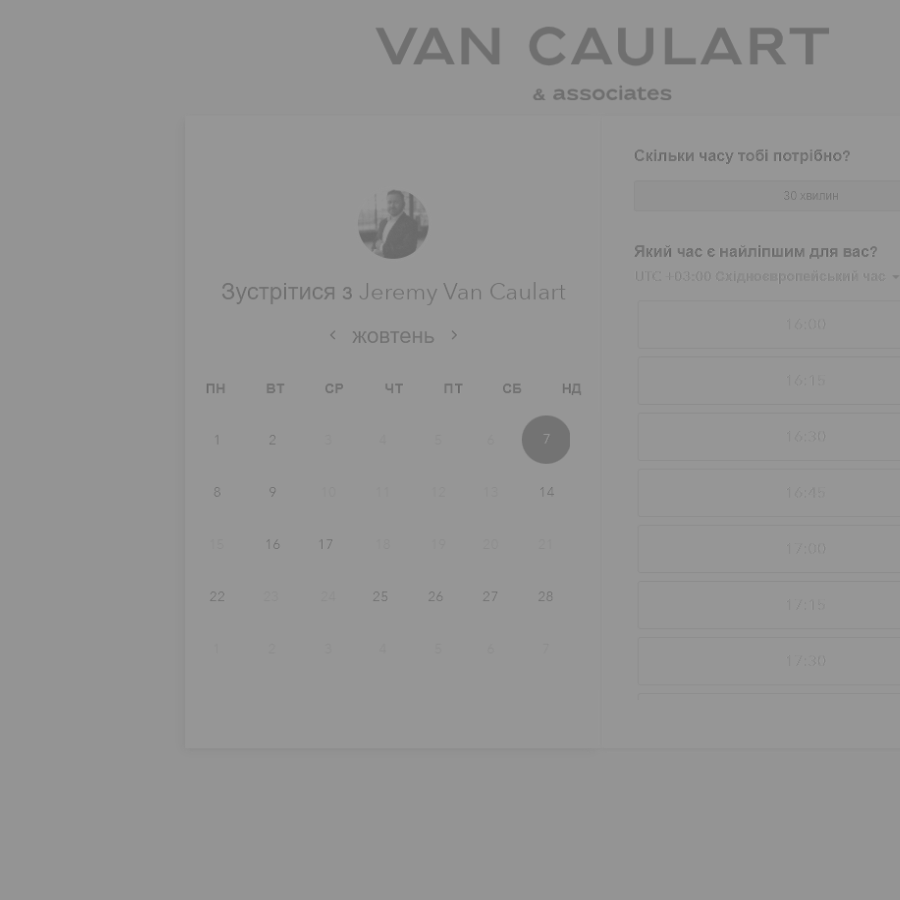 VAN CAULART
& associates
Зустрітися з Jeremy Van Caulart
жовтень
ПН ВТ СР ЧТ ПТ СБ НД
1 2 3 4 5 6 7
8 9 10 11 12 13 14
15 16 17 18 19 20 21
22 23 24 25 26 27 28
1 2 3 4 5 6 7
Скільки часу тобі потрібно?
30 хвилин
Який час є найліпшим для вас?
UTC +03:00 Східноєвропейський час
16:00
16:15
16:30
16:45
17:00
17:15
17:30